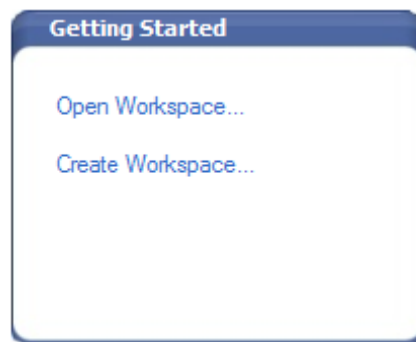 Getting Started
Open Workspace...
Create Workspace...